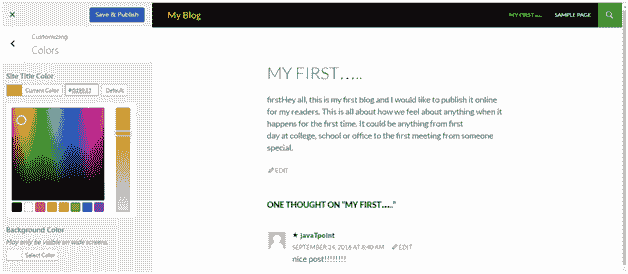 Save & Publish
My Blog
MY FIRST.....
SAMPLE PAGE
Customizing
Colors
Site Title Color
Current Color
Default
Background Color
May only be visible on wide screens.
Select Color
MY FIRST.....
firstHey all, this is my first blog and I would like to publish it online
for my readers. This is all about how we feel about anything when it
happens for the first time. It could be anything from first
day at college, school or office to the first meeting from someone
special.
EDIT
ONE THOUGHT ON "MY FIRST....."
★ javaTpoint
SEPTEMBER 24, 2016 AT 8:40 AM EDIT
nice post!!!!!!!!